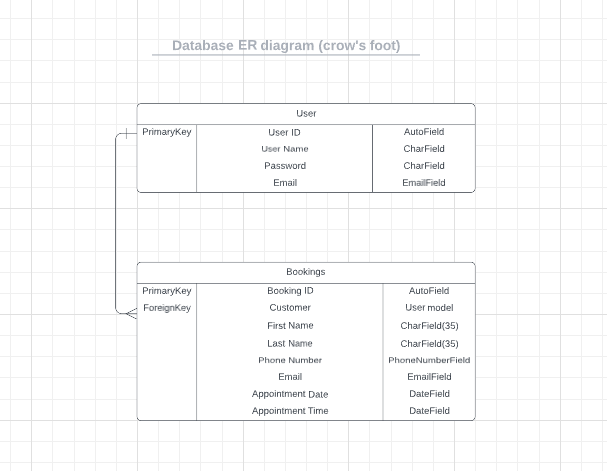 Database ER diagram (crow's foot)
User
PrimaryKey User ID AutoField
User Name CharField
Password CharField
Email EmailField
Bookings
PrimaryKey Booking ID AutoField
ForeignKey Customer User model
First Name CharField(35)
Last Name CharField(35)
Phone Number PhoneNumberField
Email EmailField
Appointment Date DateField
Appointment Time DateField